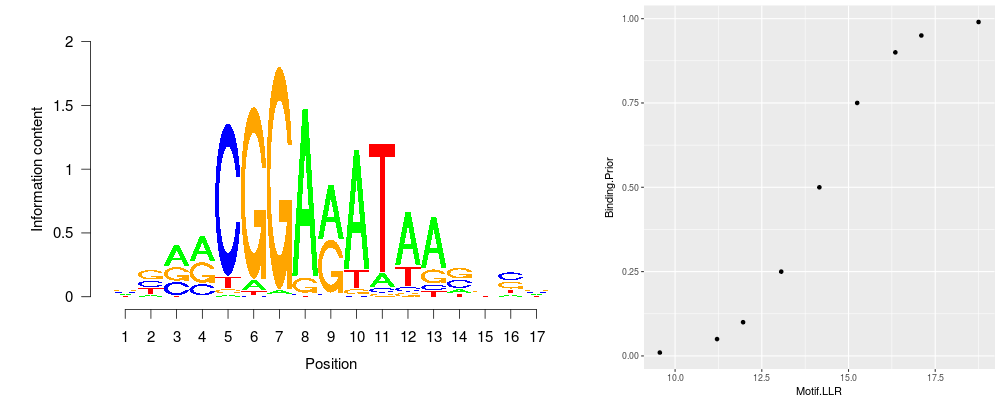 2
1.5
1
0.5
0
Information content
C G G A A A T A A
1 2 3 4 5 6 7 8 9 10 11 12 13 14 15 16 17
Position
1.00
0.75
0.50
0.25
0.00
Binding.Prior
10.0 12.5 15.0 17.5
Motif.LLR